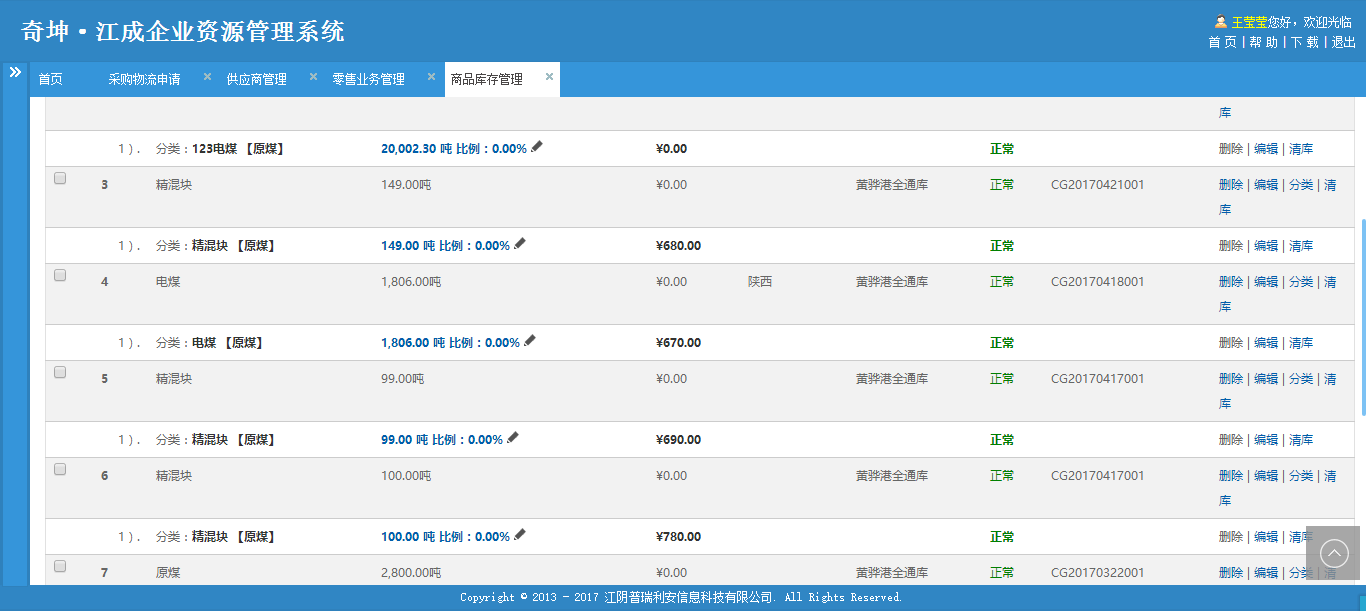 奇坤·江成企业资源管理系统
王莹莹您好，欢迎光临
首 页 | 帮 助 | 下 载 | 退出
首页 采购物流申请 × 供应商管理 × 零售业务管理 × 商品库存管理 ×
库
1 ) . 分类：123电煤 【原煤】 20,002.30 吨 比例：0.00% ¥0.00 正常 删除 | 编辑 | 清库
3 精混块 149.00吨 ¥0.00 黄骅港全通库 正常 CG20170421001 删除 | 编辑 | 分类 | 清
库
1 ) . 分类：精混块 【原煤】 149.00 吨 比例：0.00% ¥680.00 正常 删除 | 编辑 | 清库
4 电煤 1,806.00吨 ¥0.00 陕西 黄骅港全通库 正常 CG20170418001 删除 | 编辑 | 分类 | 清
库
1 ) . 分类：电煤 【原煤】 1,806.00 吨 比例：0.00% ¥670.00 正常 删除 | 编辑 | 清库
5 精混块 99.00吨 ¥0.00 黄骅港全通库 正常 CG20170417001 删除 | 编辑 | 分类 | 清
库
1 ) . 分类：精混块 【原煤】 99.00 吨 比例：0.00% ¥690.00 正常 删除 | 编辑 | 清库
6 精混块 100.00吨 ¥0.00 黄骅港全通库 正常 CG20170417001 删除 | 编辑 | 分类 | 清
库
1 ) . 分类：精混块 【原煤】 100.00 吨 比例：0.00% ¥780.00 正常 删除 | 编辑 | 清库
7 原煤 2,800.00吨 ¥0.00 黄骅港全通库 正常 CG20170322001 删除 | 编辑 | 分类 | 清
Copyright © 2013 - 2017 江阴普瑞利安信息科技有限公司. All Rights Reserved.